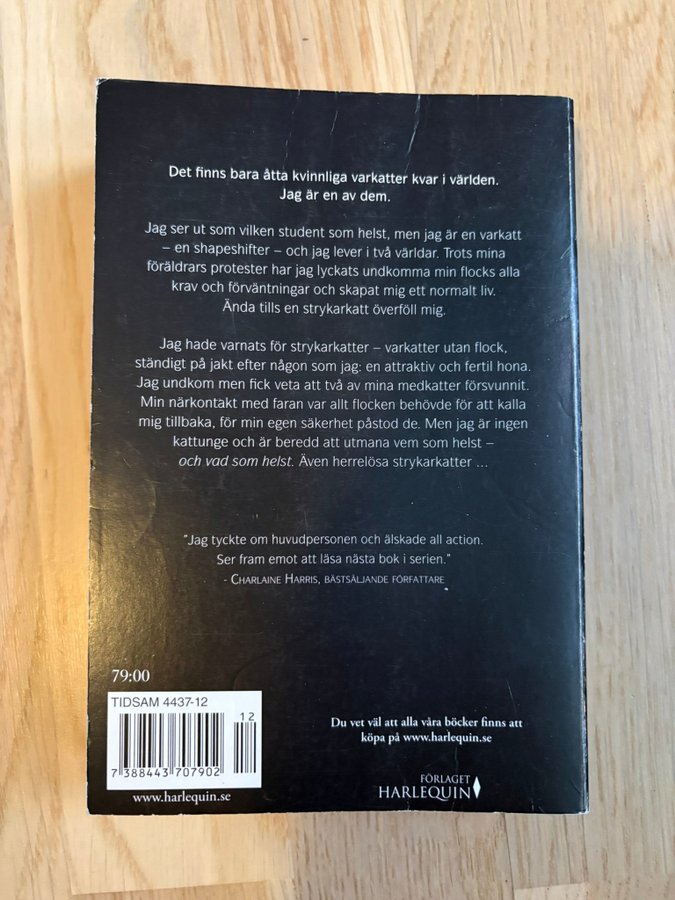 Det finns bara åtta kvinnliga varkatter kvar i världen.
Jag är en av dem.
Jag ser ut som vilken student som helst, men jag är en varkatt
– en shapeshifter – och jag lever i två världar. Trots mina
föräldrars protester har jag lyckats undkomma min flocks alla
krav och förväntningar och skapat mig ett normalt liv.
Ända tills en strykarkatt överföll mig.
Jag hade varnats för strykarkatter – varkatter utan flock,
ständigt på jakt efter någon som jag: en attraktiv och fertil hona.
Jag undkom men fick veta att två av mina medkatter försvunnit.
Min närkontakt med faran var allt flocken behövde för att kalla
mig tillbaka, för min egen säkerhet påstod de. Men jag är ingen
kattunge och är beredd att utmana vem som helst –
och vad som helst. Även herrelösa strykarkatter ...
"Jag tyckte om huvudpersonen och älskade all action.
Ser fram emot att läsa nästa bok i serien."
- CHARLAINE HARRIS, BÄSTSÄLJANDE FÖRFATTARE
79:00
TIDSAM 4437-12
12
7 388443 707902
www.harlequin.se
Du vet väl att alla våra böcker finns att
köpa på www.harlequin.se
FÖRLAGET
HARLEQUIN